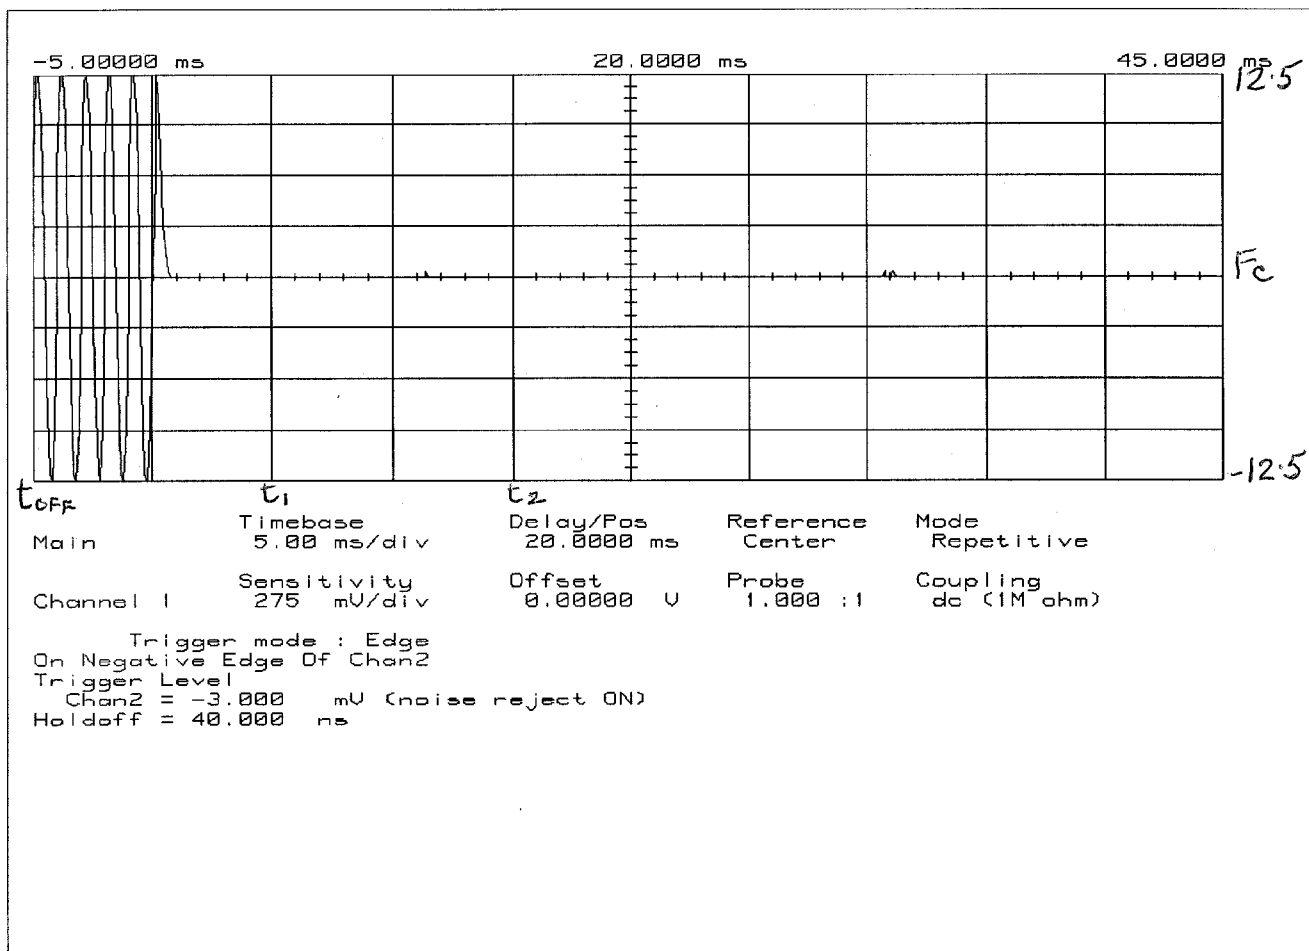 -5.00000 ms 20.0000 ms 45.0000 ms
12.5
Fc
-12.5
tOFF t1 t2
Timebase Delay/Pos Reference Mode
Main 5.00 ms/div 20.0000 ms Center Repetitive
Sensitivity Offset Probe Coupling
Channel 1 275 mV/div 0.00000 V 1.000 :1 dc (1M ohm)
Trigger mode : Edge
On Negative Edge Of Chan2
Trigger Level
Chan2 = -3.000 mV (noise reject ON)
Holdoff = 40.000 ns